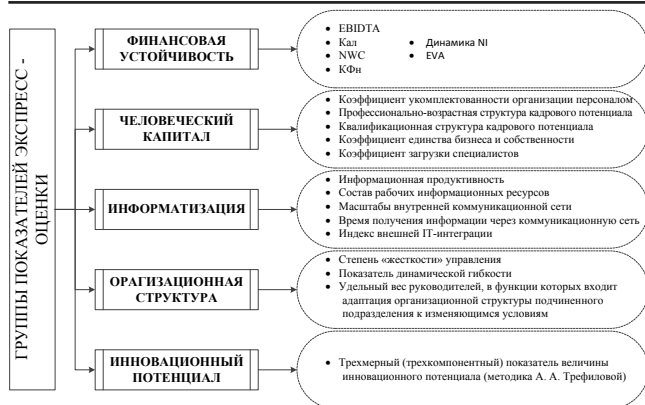 ГРУППЫ ПОКАЗАТЕЛЕЙ ЭКСПРЕСС -
ОЦЕНКИ
ФИНАНСОВАЯ
УСТОЙЧИВОСТЬ
• EBIDTA
• Кал
• NWC
• КФн
• Динамика NI
• EVA
ЧЕЛОВЕЧЕСКИЙ
КАПИТАЛ
• Коэффициент укомплектованности организации персоналом
• Профессионально-возрастная структура кадрового потенциала
• Квалификационная структура кадрового потенциала
• Коэффициент единства бизнеса и собственности
• Коэффициент загрузки специалистов
ИНФОРМАТИЗАЦИЯ
• Информационная продуктивность
• Состав рабочих информационных ресурсов
• Масштабы внутренней коммуникационной сети
• Время получения информации через коммуникационную сеть
• Индекс внешней IT-интеграции
ОРАГИЗАЦИОННАЯ
СТРУКТУРА
• Степень «жесткости» управления
• Показатель динамической гибкости
• Удельный вес руководителей, в функции которых входит
адаптация организационной структуры подчиненного
подразделения к изменяющимся условиям
ИННОВАЦИОННЫЙ
ПОТЕНЦИАЛ
• Трехмерный (трехкомпонентный) показатель величины
инновационного потенциала (методика А. А. Трефиловой)